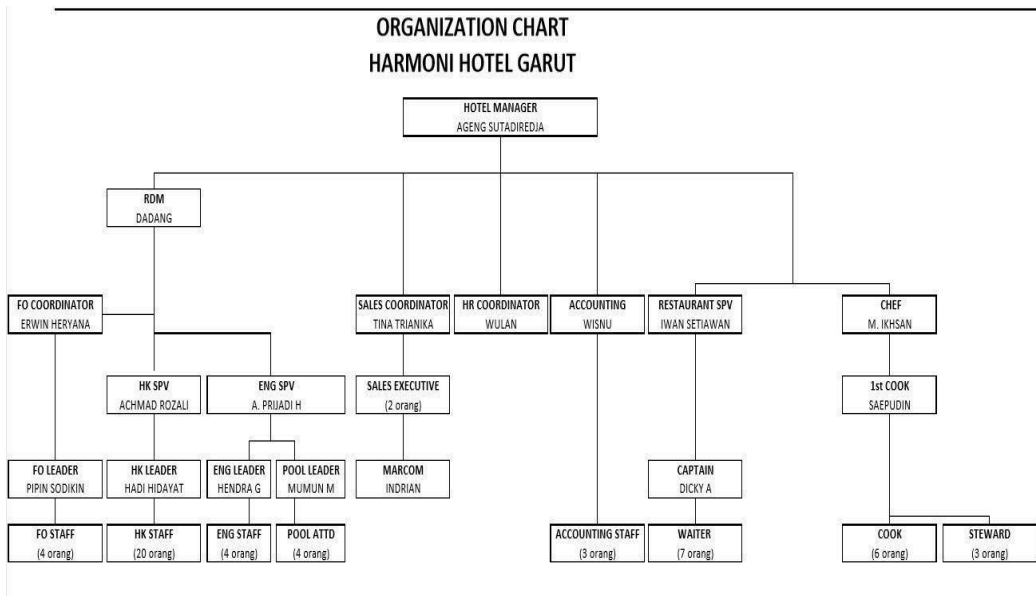 ORGANIZATION CHART
HARMONI HOTEL GARUT
HOTEL MANAGER
AGENG SUTADIREDJA
RDM
DADANG
FO COORDINATOR
ERWIN HERYANA
SALES COORDINATOR
TINA TRIANIKA
HR COORDINATOR
WULAN
ACCOUNTING
WISNU
RESTAURANT SPV
IWAN SETIAWAN
CHEF
M. IKHSAN
HK SPV
ACHMAD ROZALI
ENG SPV
A. PRIJADI H
SALES EXECUTIVE
(2 orang)
1st COOK
SAEPUDIN
FO LEADER
PIPIN SODIKIN
HK LEADER
HADI HIDAYAT
ENG LEADER
HENDRA G
POOL LEADER
MUMUN M
MARCOM
INDRIAN
CAPTAIN
DICKY A
FO STAFF
(4 orang)
HK STAFF
(20 orang)
ENG STAFF
(4 orang)
POOL ATTD
(4 orang)
ACCOUNTING STAFF
(3 orang)
WAITER
(7 orang)
COOK
(6 orang)
STEWARD
(3 orang)